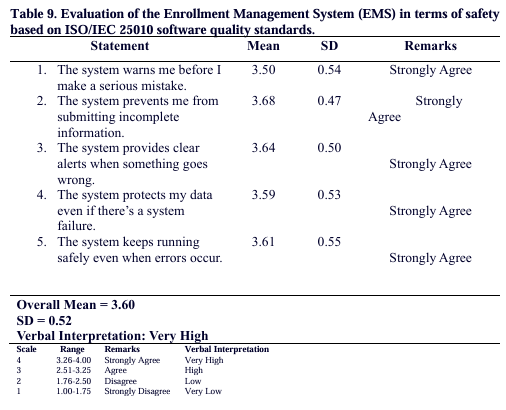 Table 9. Evaluation of the Enrollment Management System (EMS) in terms of safety
based on ISO/IEC 25010 software quality standards.
Statement Mean SD Remarks
1. The system warns me before I 3.50 0.54 Strongly Agree
make a serious mistake.
2. The system prevents me from 3.68 0.47 Strongly
submitting incomplete Agree
information.
3. The system provides clear 3.64 0.50
alerts when something goes Strongly Agree
wrong.
4. The system protects my data 3.59 0.53
even if there’s a system Strongly Agree
failure.
5. The system keeps running 3.61 0.55
safely even when errors occur. Strongly Agree
Overall Mean = 3.60
SD = 0.52
Verbal Interpretation: Very High
Scale Range Remarks Verbal Interpretation
4 3.26-4.00 Strongly Agree Very High
3 2.51-3.25 Agree High
2 1.76-2.50 Disagree Low
1 1.00-1.75 Strongly Disagree Very Low